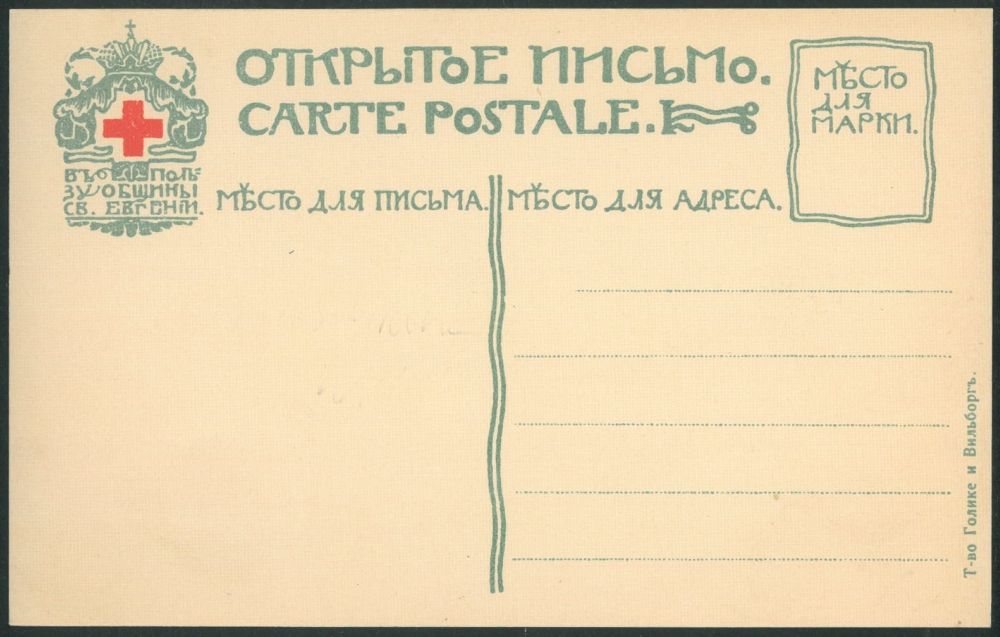 ОТКРЫТОЕ ПИСЬМО.
CARTE POSTALE.
МѢСТО
ДЛЯ
МАРКИ.
ВЪ ПОЛЬ=
ЗУ ОБЩИНЫ
СВ. ЕВГЕНІИ.
МѢСТО ДЛЯ ПИСЬМА.
МѢСТО ДЛЯ АДРЕСА.
Т-во Голике и Вильборгъ.